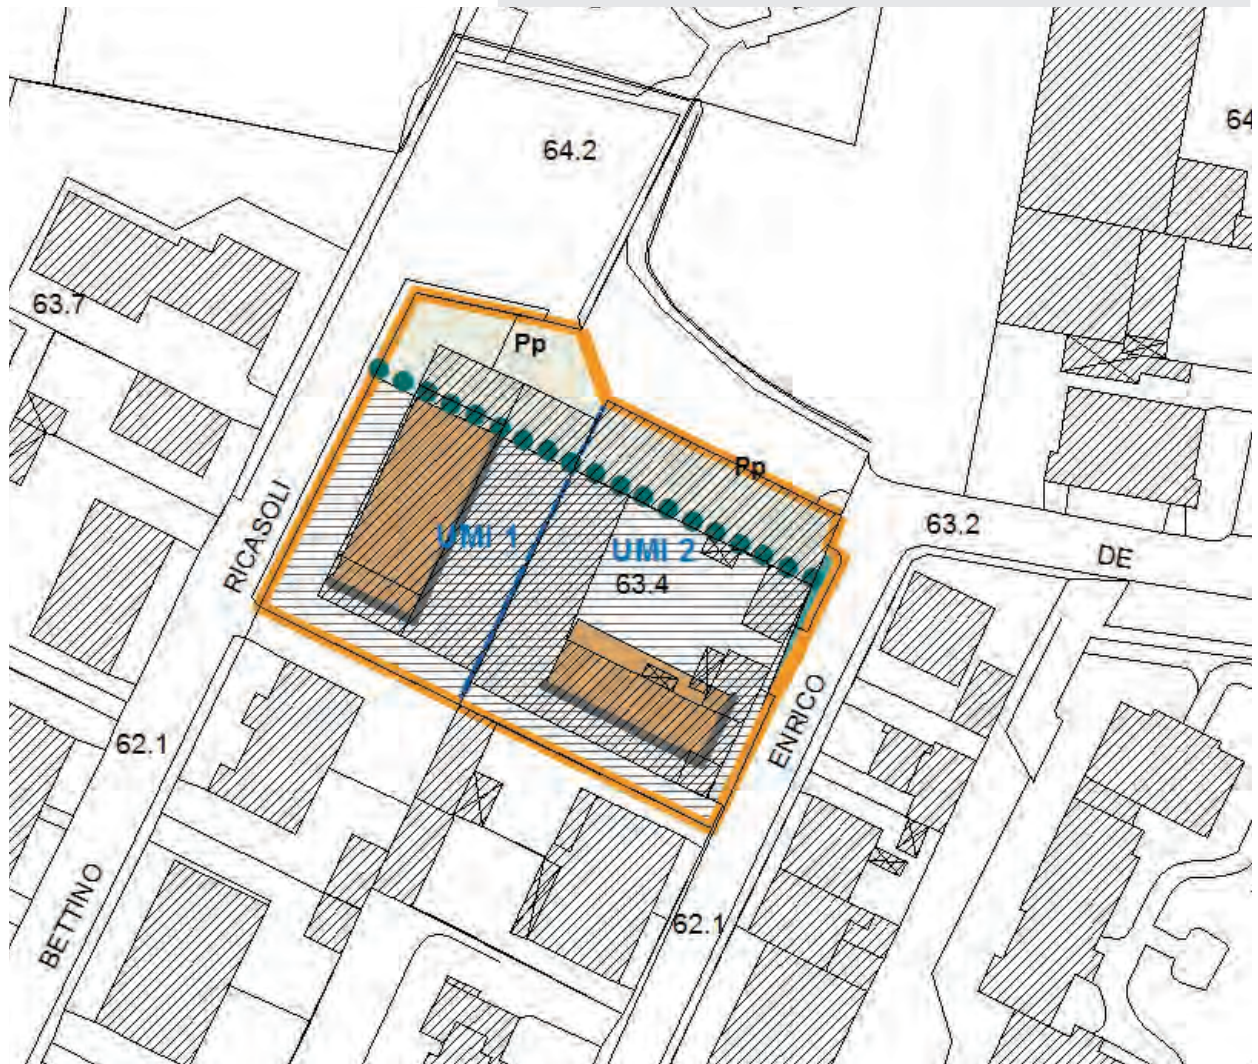 64
64.2
63.7
Pp
Pp
RICASOLI
63.2
DE
UMI 1
UMI 2
63.4
ENRICO
62.1
BETTINO
62.1